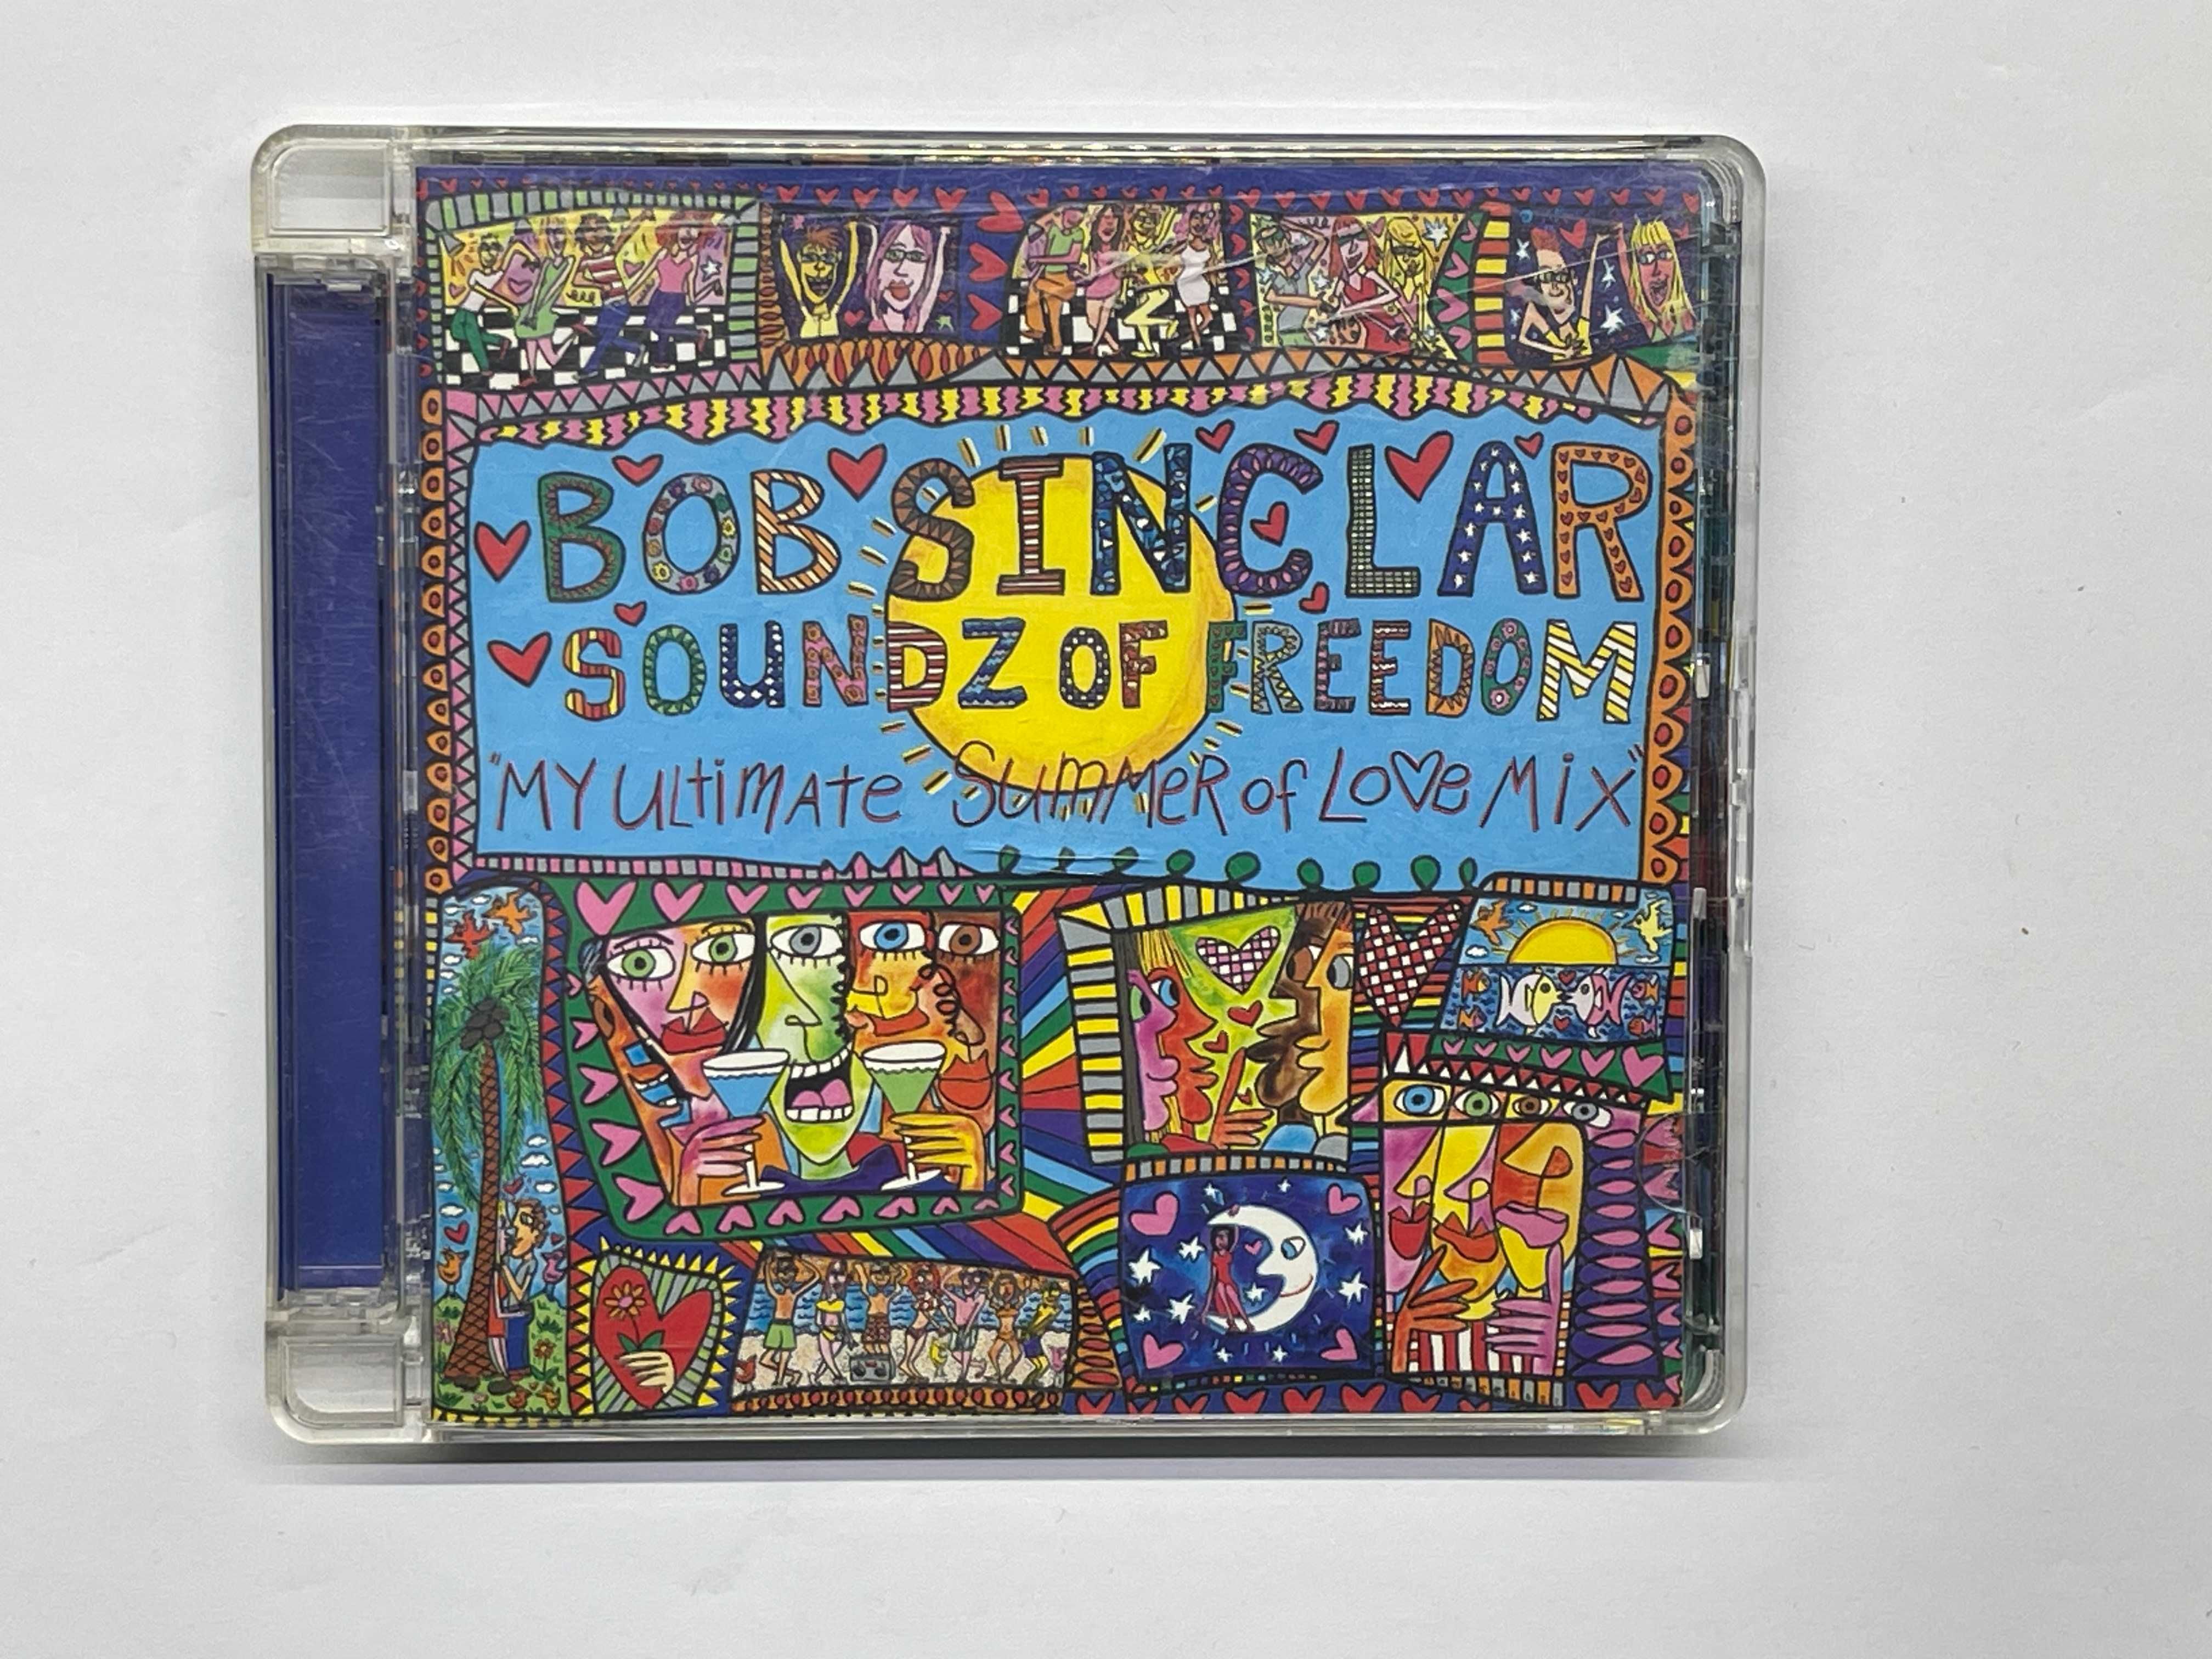 BOB SINCLAR
SOUNDZ OF FREEDOM
"MY ULtiMAte SuMMeR of LoVe MiX"